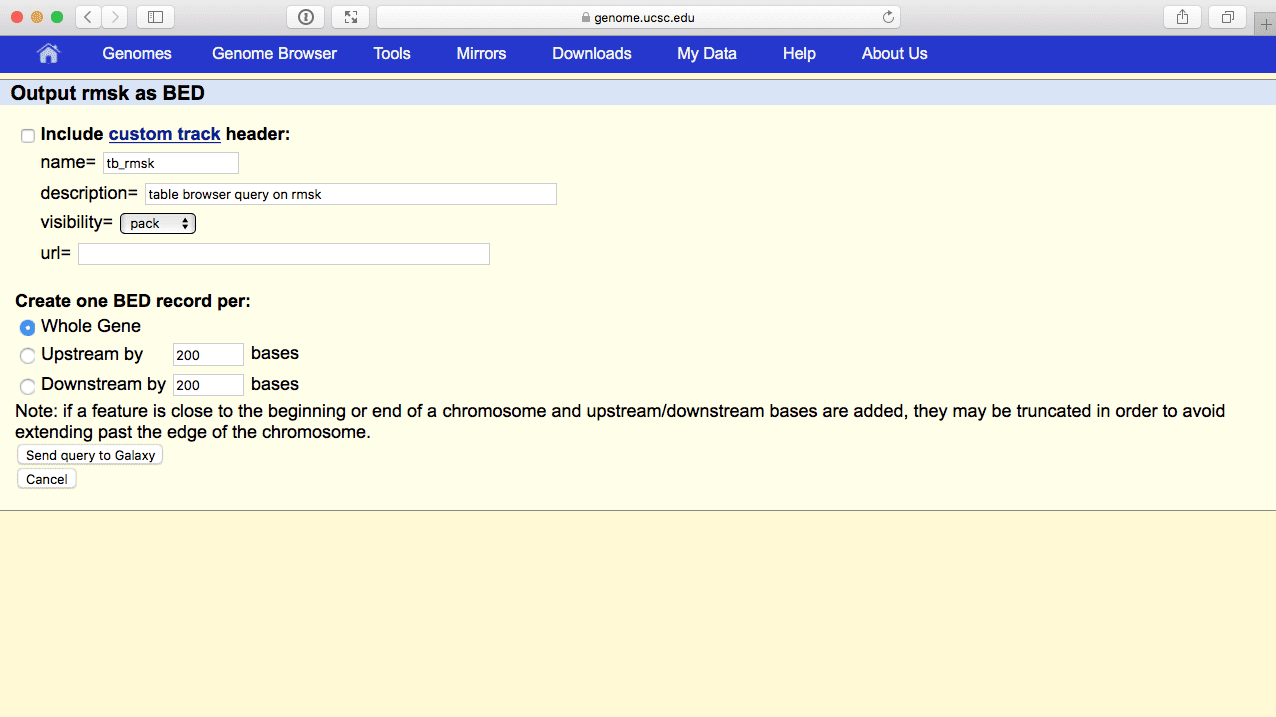 genome.ucsc.edu
Genomes Genome Browser Tools Mirrors Downloads My Data Help About Us
Output rmsk as BED
Include custom track header:
name= tb_rmsk
description= table browser query on rmsk
visibility= pack
url=
Create one BED record per:
Whole Gene
Upstream by 200 bases
Downstream by 200 bases
Note: if a feature is close to the beginning or end of a chromosome and upstream/downstream bases are added, they may be truncated in order to avoid
extending past the edge of the chromosome.
Send query to Galaxy
Cancel